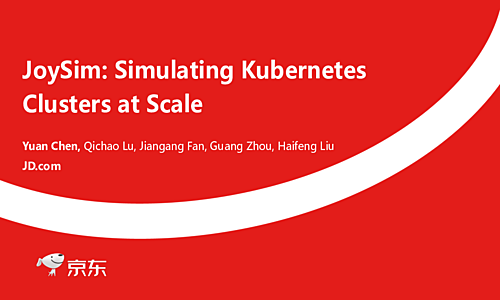 JoySim: Simulating Kubernetes
Clusters at Scale
Yuan Chen, Qichao Lu, Jiangang Fan, Guang Zhou, Haifeng Liu
JD.com
京东